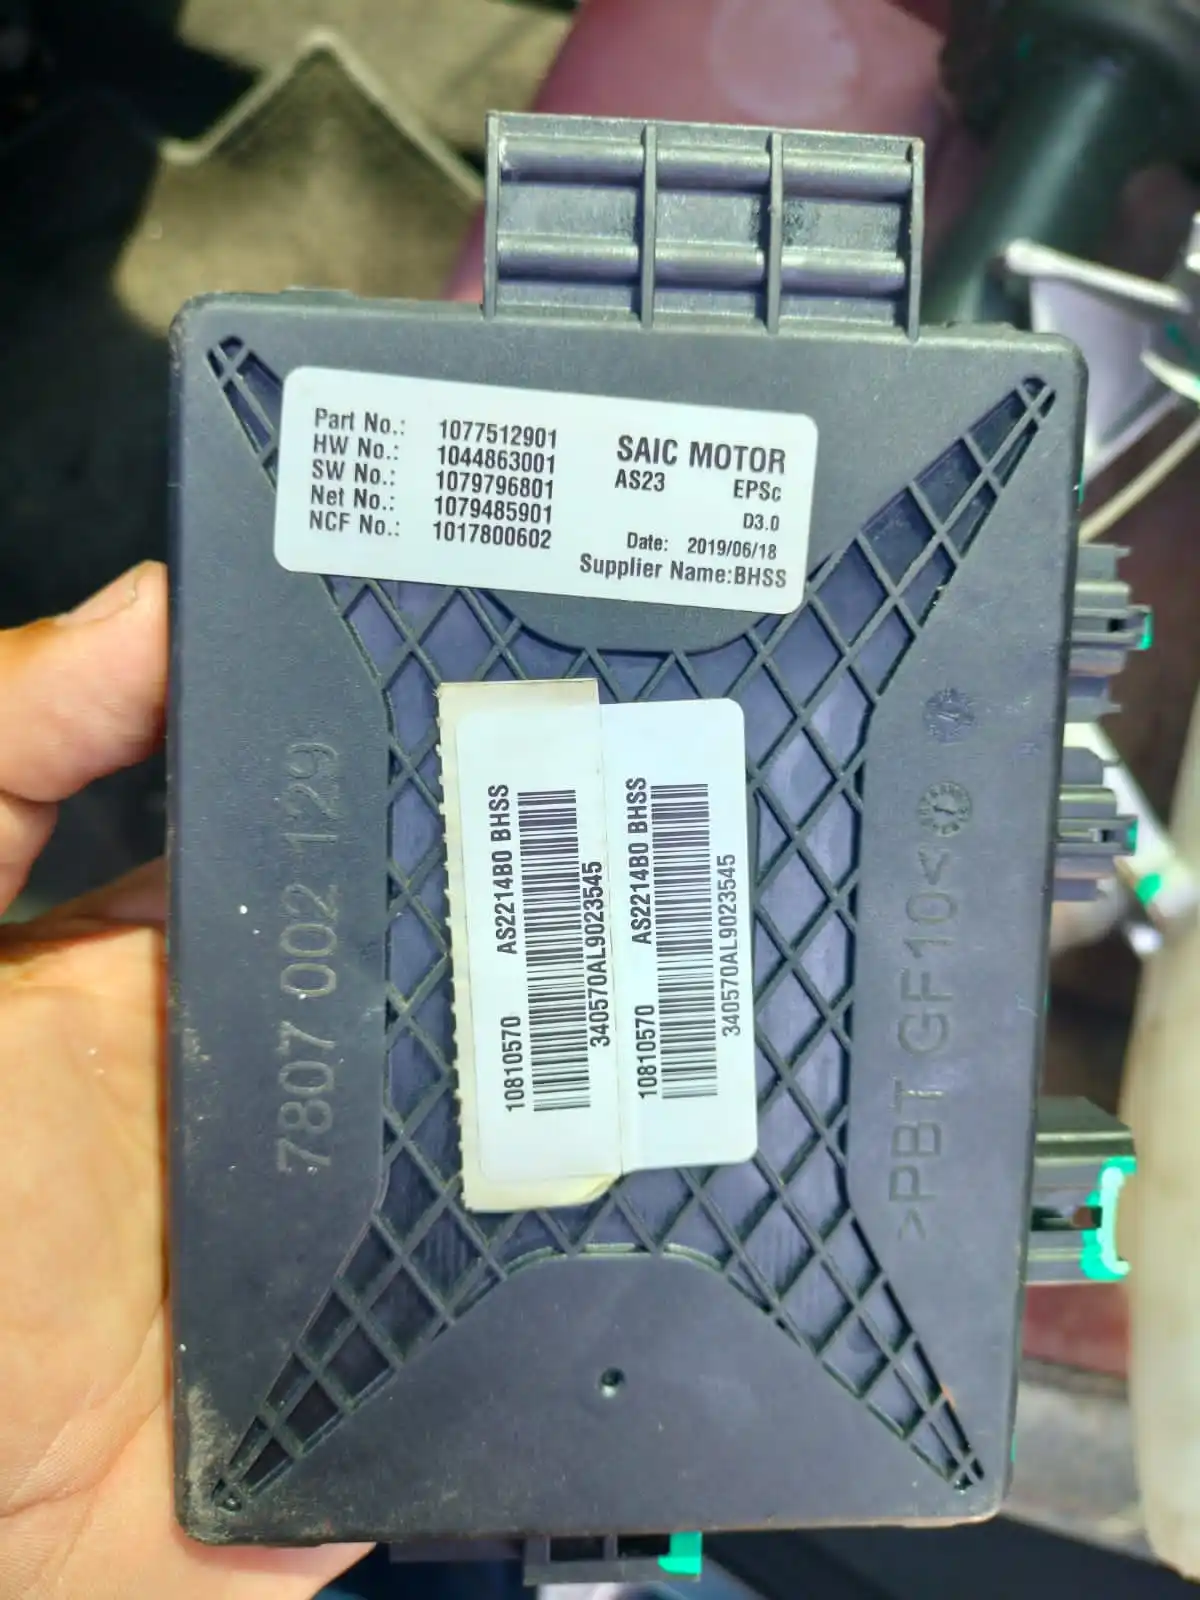 Part No.: 1077512901
HW No.: 1044863001
SW No.: 1079796801
Net No.: 1079485901
NCF No.: 1017800602
SAIC MOTOR
AS23 EPSc
D3.0
Date: 2019/06/18
Supplier Name:BHSS
10810570 AS2214B0 BHSS
340570AL9023545
10810570 AS2214B0 BHSS
340570AL9023545
7807 002 129
>PBT GF10<